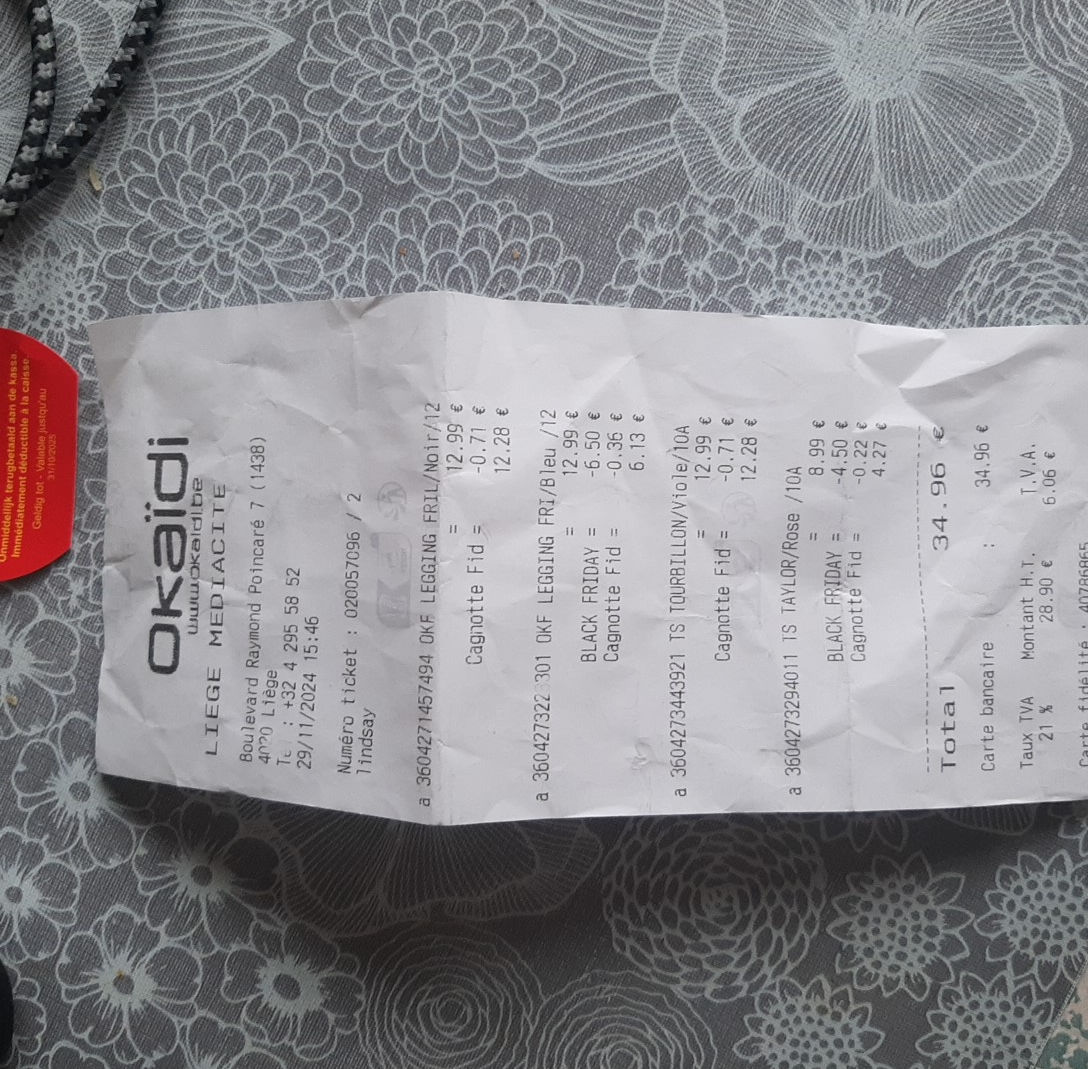 Onmiddellijk terugbetaald aan de kassa.
Immédiatement déductible à la caisse.
Geldig tot - Valable jusqu'au
31/10/2025
Okaïdi
www.okaidi.be
LIEGE MEDIACITE
Boulevard Raymond Poincaré 7 (1438)
Liège
: +32 4 295 58 52
29/11/2024 15:46
Numéro ticket : 020057096 / 2
lindsay
a 3604271457494 OKF LEGGING FRIL/Noir/12
= 12.99 €
Cagnotte Fid = -0.71 €
12.28 €
a 360427322 301 OKF LEGGING FRI/Bleu /12
= 12.99 €
BLACK FRIDAY = -6.50 €
Cagnotte Fid = -0.36 €
6.13 €
a 3604273443921 TS TOURBILLON/Viole/10A
= 12.99 €
Cagnotte Fid = -0.71 €
12.28 €
a 3604273294011 TS TAYLOR/Rose /10A
= 8.99 €
BLACK FRIDAY = -4.50 €
Cagnotte Fid = -0.22 €
4.27 €
Total 34.96 €
Carte bancaire : 34.96 €
Taux TVA Montant H.T. T.V.A.
21 % 28.90 € 6.06 €
Carte fidélité